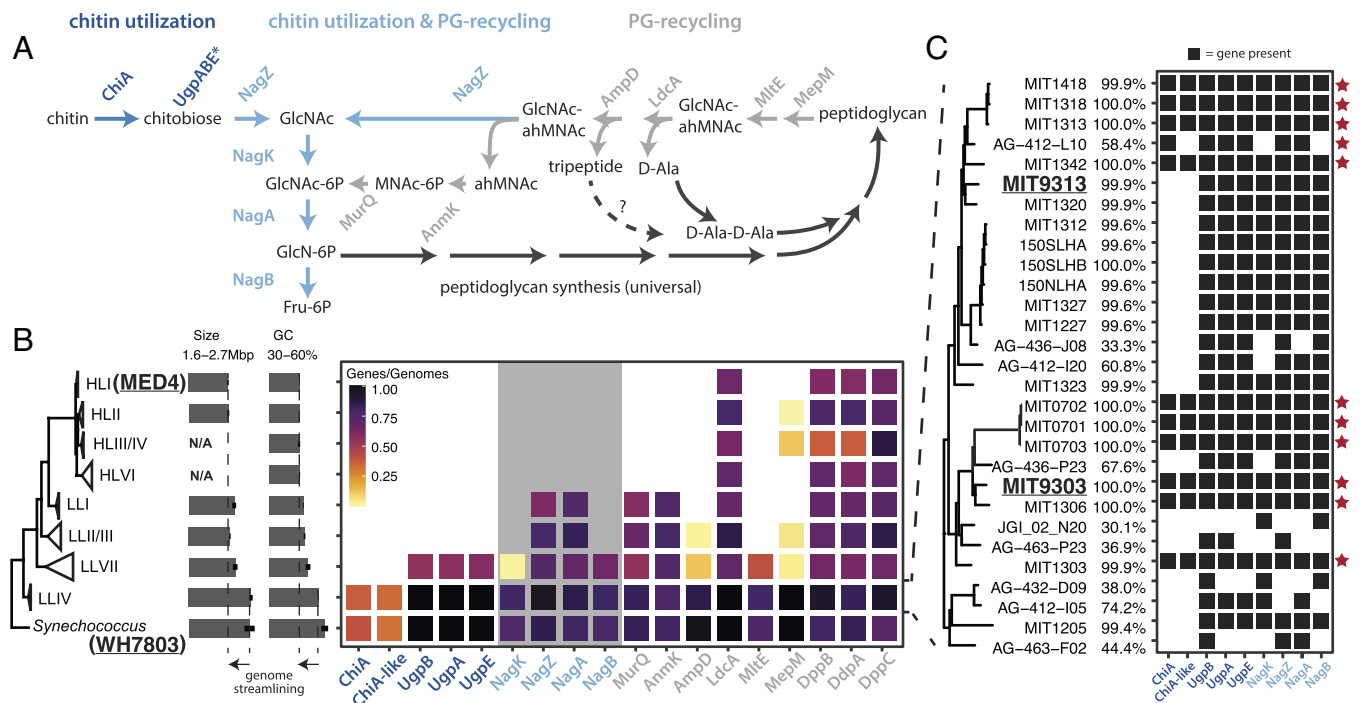 chitin utilization
chitin utilization & PG-recycling
PG-recycling
A
ChiA
UgpABE*
NagZ
NagZ
AmpD
LdcA
MltE
MepM
chitin
chitobiose
GlcNAc
GlcNAc-
ahMNAc
GlcNAc-
ahMNAc
peptidoglycan
NagK
tripeptide
D-Ala
GlcNAc-6P
MNAc-6P
ahMNAc
MurQ
AnmK
NagA
?
D-Ala-D-Ala
GlcN-6P
NagB
peptidoglycan synthesis (universal)
Fru-6P
B
Size
1.6–2.7Mbp
GC
30–60%
HLI (MED4)
HLII
HLIII/IV
N/A
HLVI
N/A
LLI
LLII/III
LLVII
LLIV
Synechococcus
(WH7803)
genome
streamlining
Genes/Genomes
1.00
0.75
0.50
0.25
ChiA
ChiA-like
UgpB
UgpA
UgpE
NagK
NagZ
NagA
NagB
MurQ
AnmK
AmpD
LdcA
MltE
MepM
DppB
DdpA
DppC
C
= gene present
MIT1418 99.9%
MIT1318 100.0%
MIT1313 100.0%
AG-412-L10 58.4%
MIT1342 100.0%
MIT9313 99.9%
MIT1320 99.9%
MIT1312 99.6%
150SLHA 99.6%
150SLHB 100.0%
150NLHA 99.6%
MIT1327 99.6%
MIT1227 99.6%
AG-436-J08 33.3%
AG-412-I20 60.8%
MIT1323 99.9%
MIT0702 100.0%
MIT0701 100.0%
MIT0703 100.0%
AG-436-P23 67.6%
MIT9303 100.0%
MIT1306 100.0%
JGI_02_N20 30.1%
AG-463-P23 36.9%
MIT1303 99.9%
AG-432-D09 38.0%
AG-412-I05 74.2%
MIT1205 99.4%
AG-463-F02 44.4%
ChiA
ChiA-like
UgpB
UgpA
UgpE
NagK
NagZ
NagA
NagB